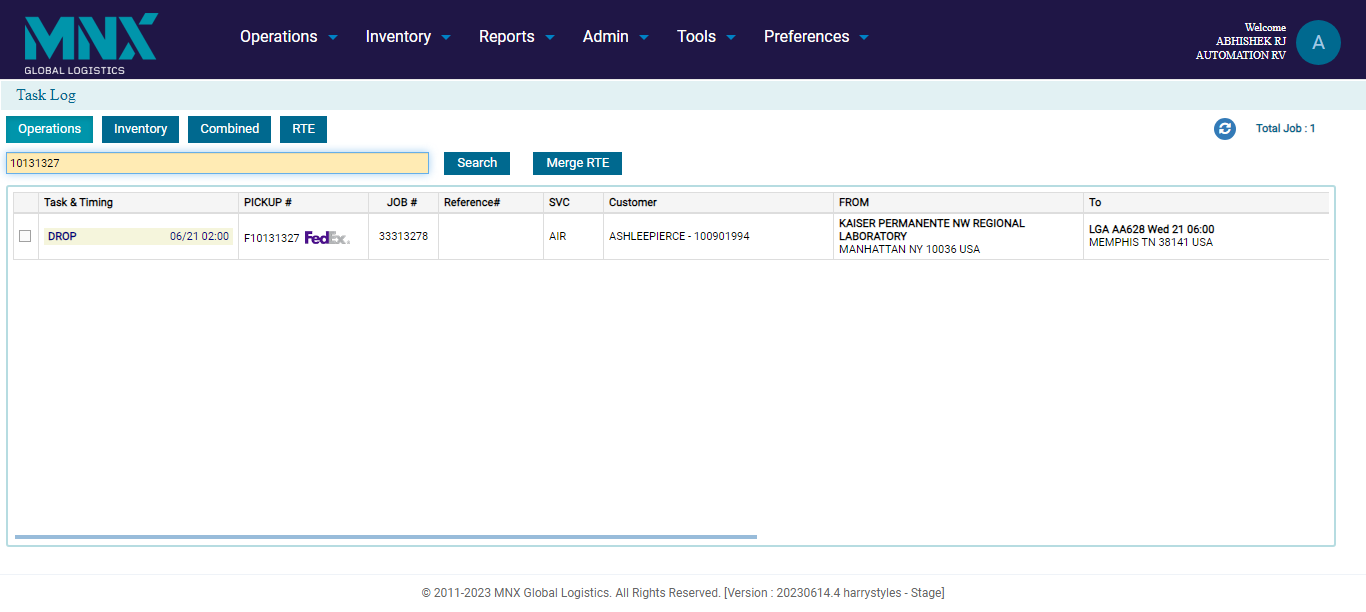 MNX
GLOBAL LOGISTICS
Operations Inventory Reports Admin Tools Preferences
Welcome
ABHISHEK RJ
AUTOMATION RV
A
Task Log
Operations Inventory Combined RTE
Total Job : 1
10131327
Search Merge RTE
Task & Timing PICKUP # JOB # Reference# SVC Customer FROM To
DROP 06/21 02:00 F10131327 FedEx. 33313278 AIR ASHLEEPIERCE - 100901994
KAISER PERMANENTE NW REGIONAL
LABORATORY
MANHATTAN NY 10036 USA
LGA AA628 Wed 21 06:00
MEMPHIS TN 38141 USA
© 2011-2023 MNX Global Logistics. All Rights Reserved. [Version : 20230614.4 harrystyles - Stage]